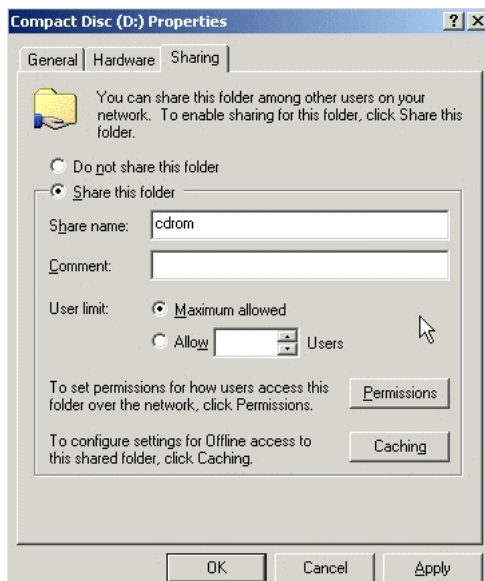 Compact Disc (D:) Properties
General Hardware Sharing
You can share this folder among other users on your
network. To enable sharing for this folder, click Share this
folder.
Do not share this folder
Share this folder
Share name: cdrom
Comment:
User limit: Maximum allowed
Allow Users
To set permissions for how users access this
folder over the network, click Permissions.
Permissions
To configure settings for Offline access to
this shared folder, click Caching.
Caching
OK Cancel Apply